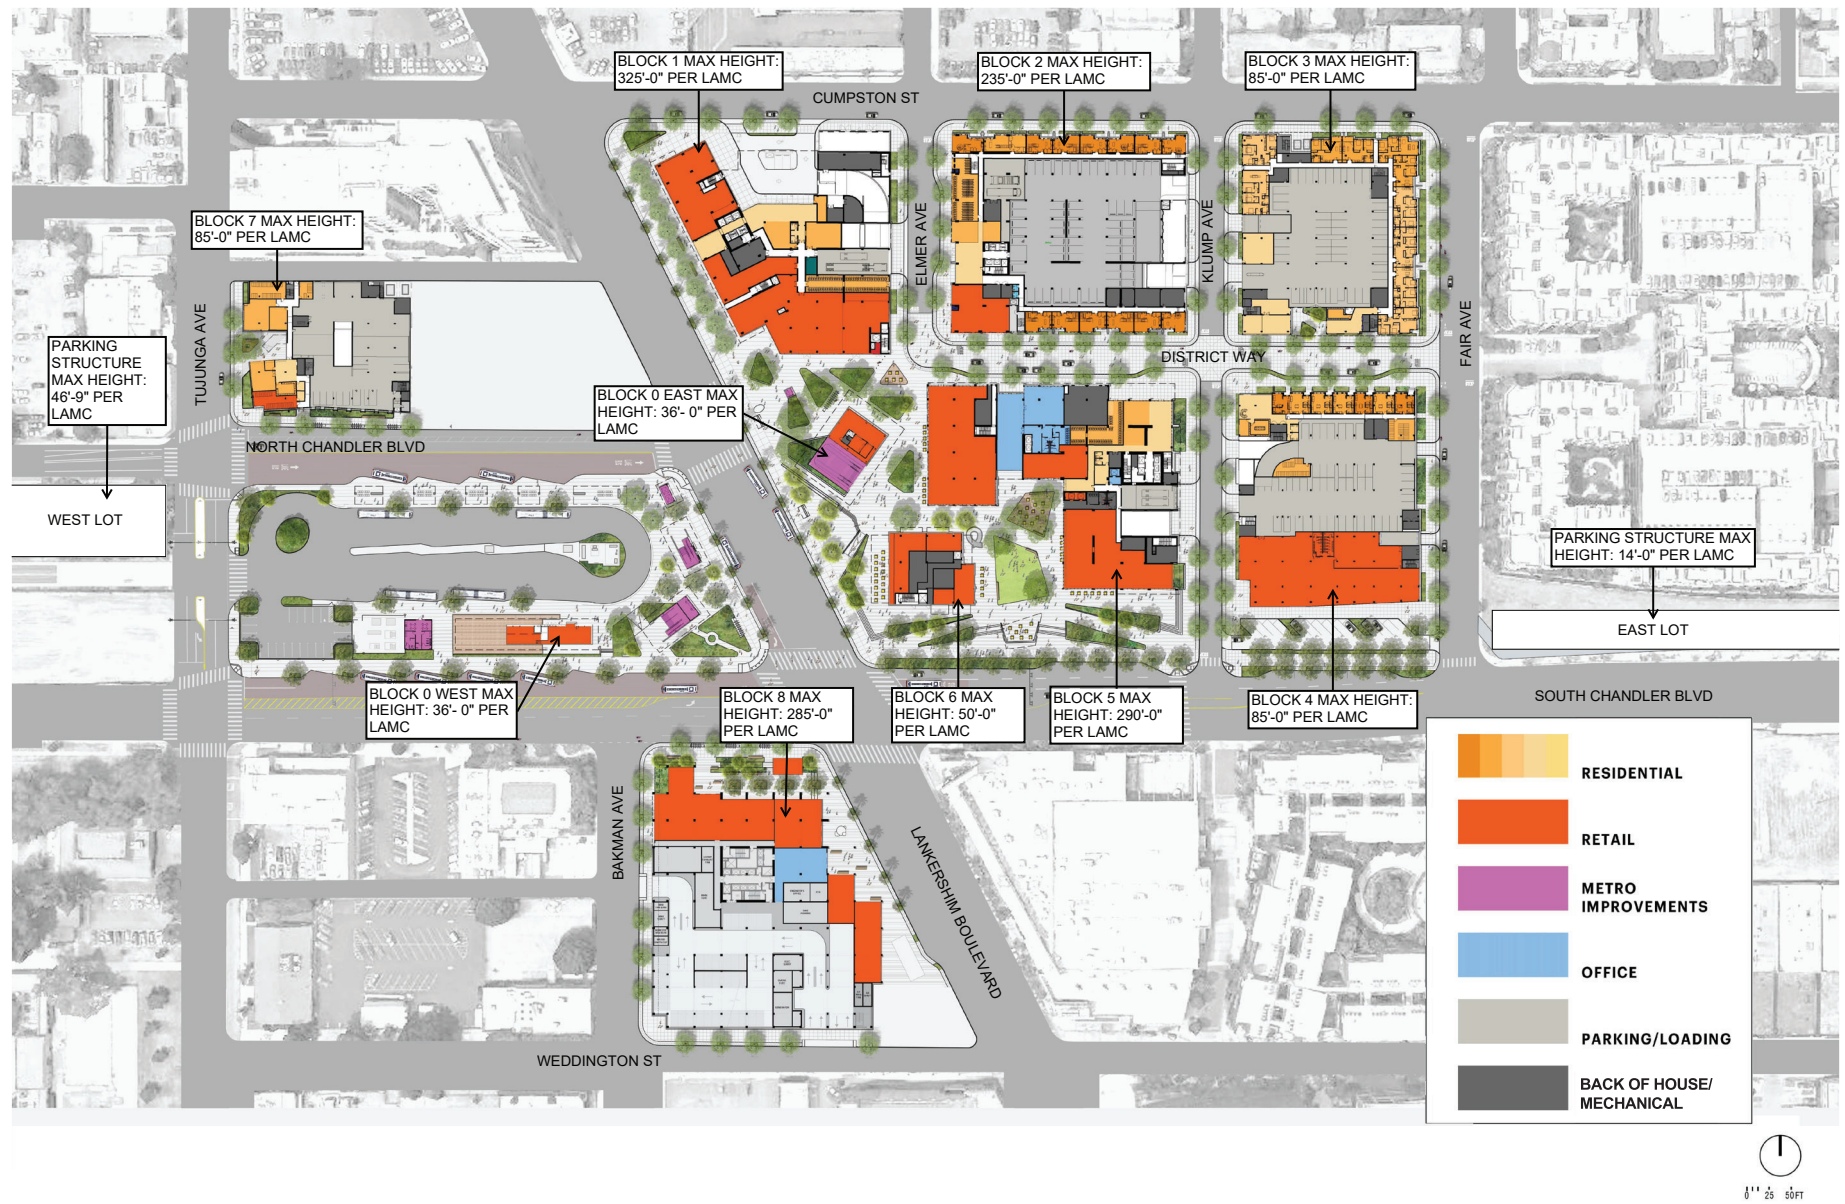 BLOCK 1 MAX HEIGHT:
325'-0" PER LAMC
BLOCK 2 MAX HEIGHT:
235'-0" PER LAMC
BLOCK 3 MAX HEIGHT:
85'-0" PER LAMC
CUMPSTON ST
BLOCK 7 MAX HEIGHT:
85'-0" PER LAMC
ELMER AVE
KLUMP AVE
TUJUNGA AVE
FAIR AVE
PARKING
STRUCTURE
MAX HEIGHT:
46'-9" PER
LAMC
DISTRICT WAY
BLOCK 0 EAST MAX
HEIGHT: 36'- 0" PER
LAMC
NORTH CHANDLER BLVD
WEST LOT
PARKING STRUCTURE MAX
HEIGHT: 14'-0" PER LAMC
EAST LOT
BLOCK 0 WEST MAX
HEIGHT: 36'- 0" PER
LAMC
BLOCK 8 MAX
HEIGHT: 285'-0"
PER LAMC
BLOCK 6 MAX
HEIGHT: 50'-0"
PER LAMC
BLOCK 5 MAX
HEIGHT: 290'-0"
PER LAMC
BLOCK 4 MAX HEIGHT:
85'-0" PER LAMC
SOUTH CHANDLER BLVD
BAKMAN AVE
LANKERSHIM BOULEVARD
WEDDINGTON ST
RESIDENTIAL
RETAIL
METRO
IMPROVEMENTS
OFFICE
PARKING/LOADING
BACK OF HOUSE/
MECHANICAL
0 25 50FT